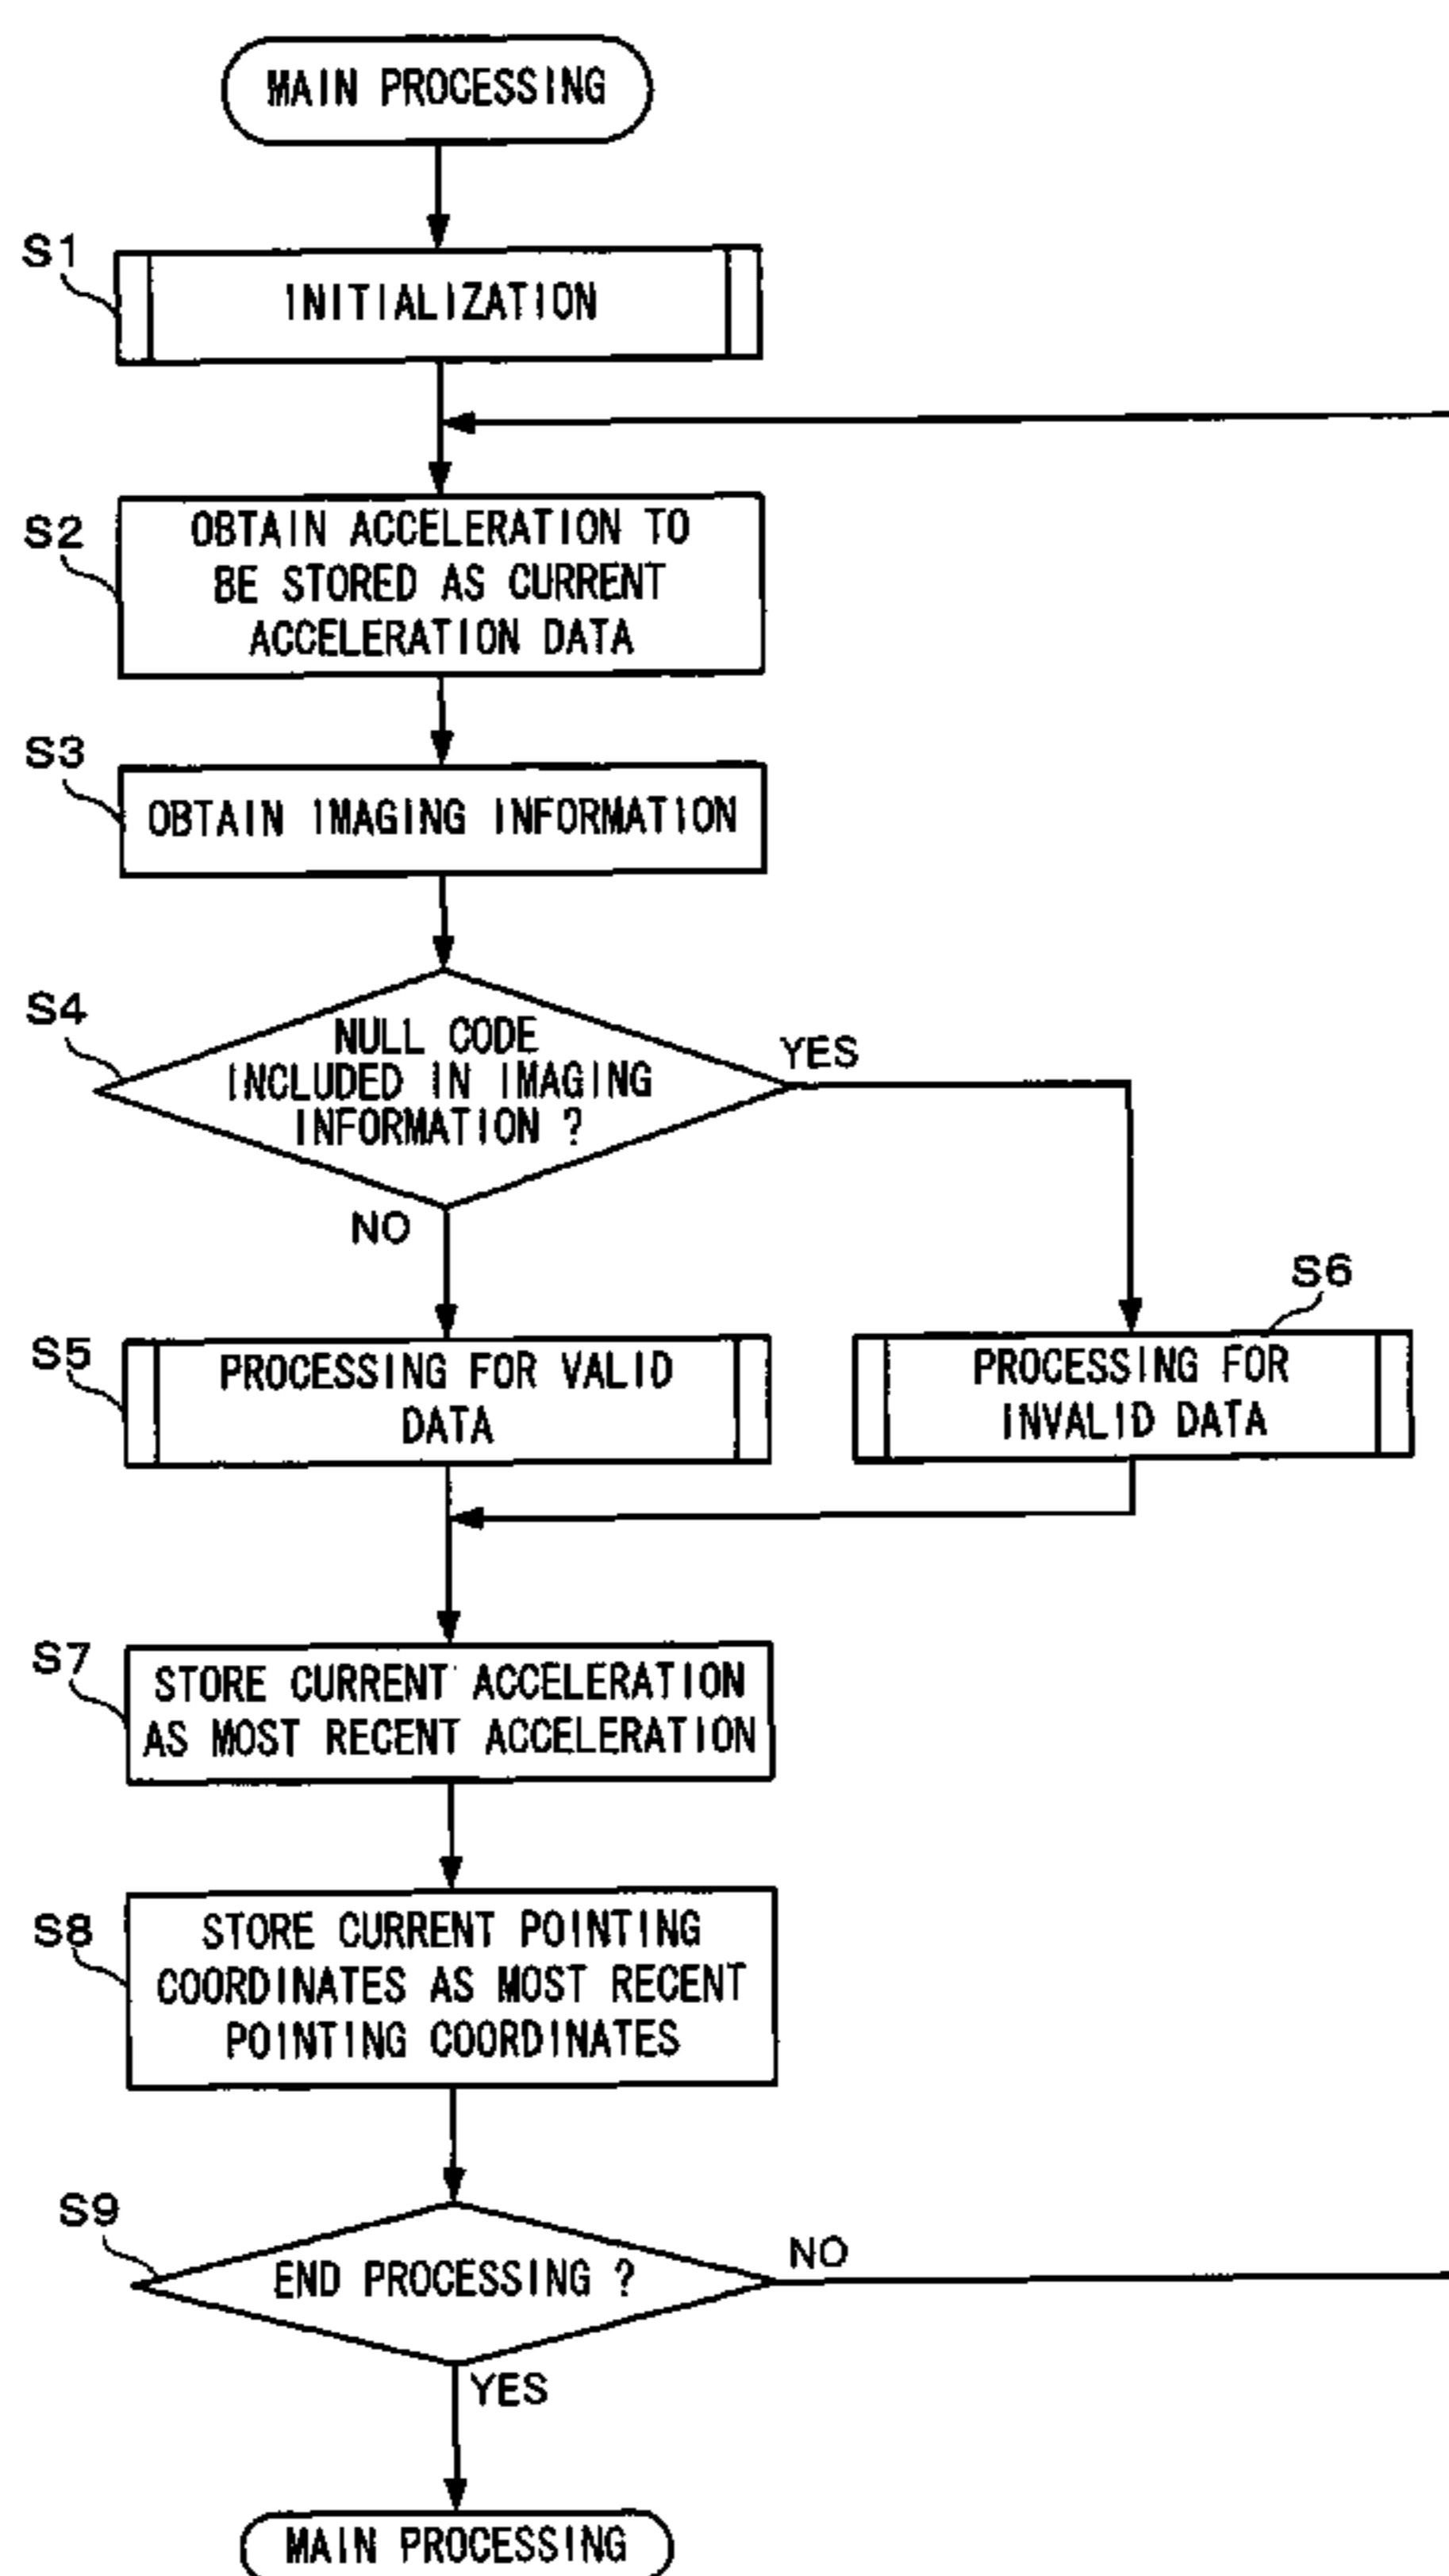 MAIN PROCESSING
S1
INITIALIZATION
S2
OBTAIN ACCELERATION TO
BE STORED AS CURRENT
ACCELERATION DATA
S3
OBTAIN IMAGING INFORMATION
S4
NULL CODE
INCLUDED IN IMAGING
INFORMATION ?
YES
NO
S5
PROCESSING FOR VALID
DATA
S6
PROCESSING FOR
INVALID DATA
S7
STORE CURRENT ACCELERATION
AS MOST RECENT ACCELERATION
S8
STORE CURRENT POINTING
COORDINATES AS MOST RECENT
POINTING COORDINATES
S9
END PROCESSING ?
NO
YES
MAIN PROCESSING